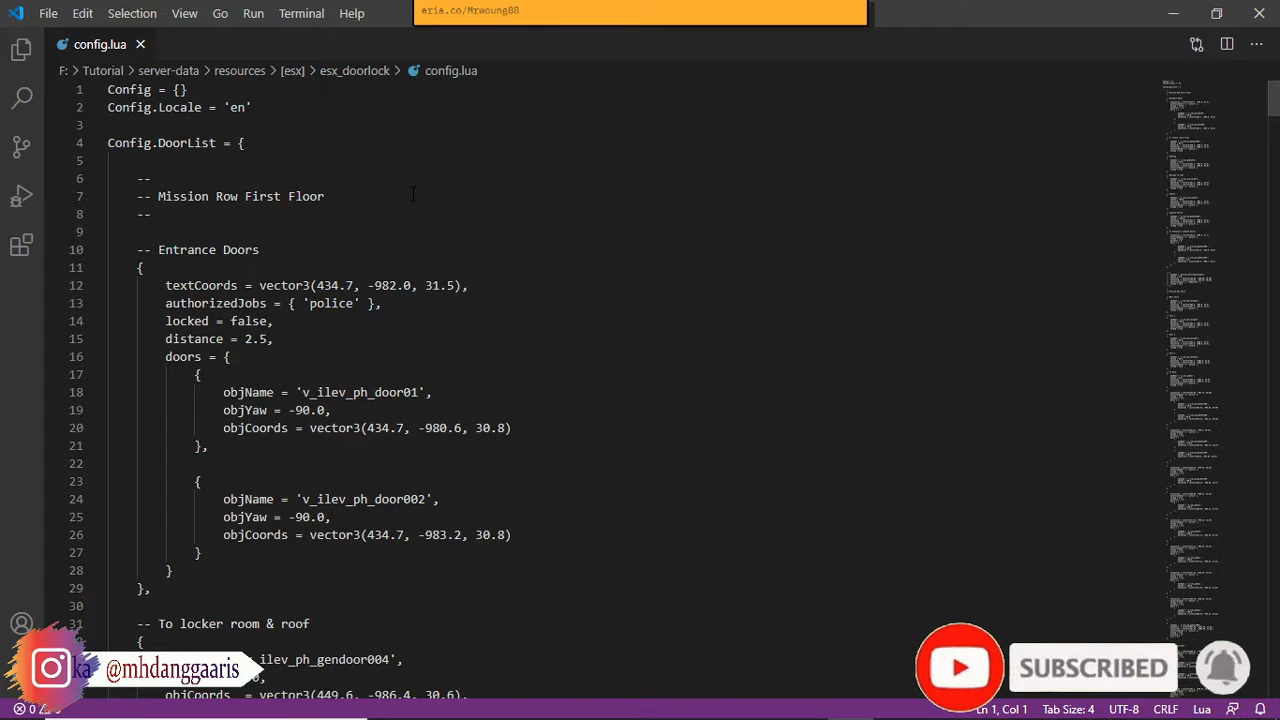 File Edit Selection View Go Run Terminal Help
eria.co/Mrwoung88
config.lua
F: > Tutorial > server-data > resources > [esx] > esx_doorlock > config.lua
1 Config = {}
2 Config.Locale = 'en'
3
4 Config.DoorList = {
5
6 --
7 -- Mission Row First Floor
8 --
9
10 -- Entrance Doors
11 {
12 textCoords = vector3(434.7, -982.0, 31.5),
13 authorizedJobs = { 'police' },
14 locked = false,
15 distance = 2.5,
16 doors = {
17 {
18 objName = 'v_ilev_ph_door01',
19 objYaw = -90.0,
20 objCoords = vector3(434.7, -980.6, 30.8)
21 },
22
23 {
24 objName = 'v_ilev_ph_door002',
25 objYaw = -90.0,
26 objCoords = vector3(434.7, -983.2, 30.8)
27 }
28 }
29 },
30
31 -- To locker room & roof
{
_ilev_ph_gendoor004',
objCoords = vector3(449.6, -986.4, 30.6),
ka @mhdanggaaris
SUBSCRIBED
Ln 1, Col 1 Tab Size: 4 UTF-8 CRLF Lua